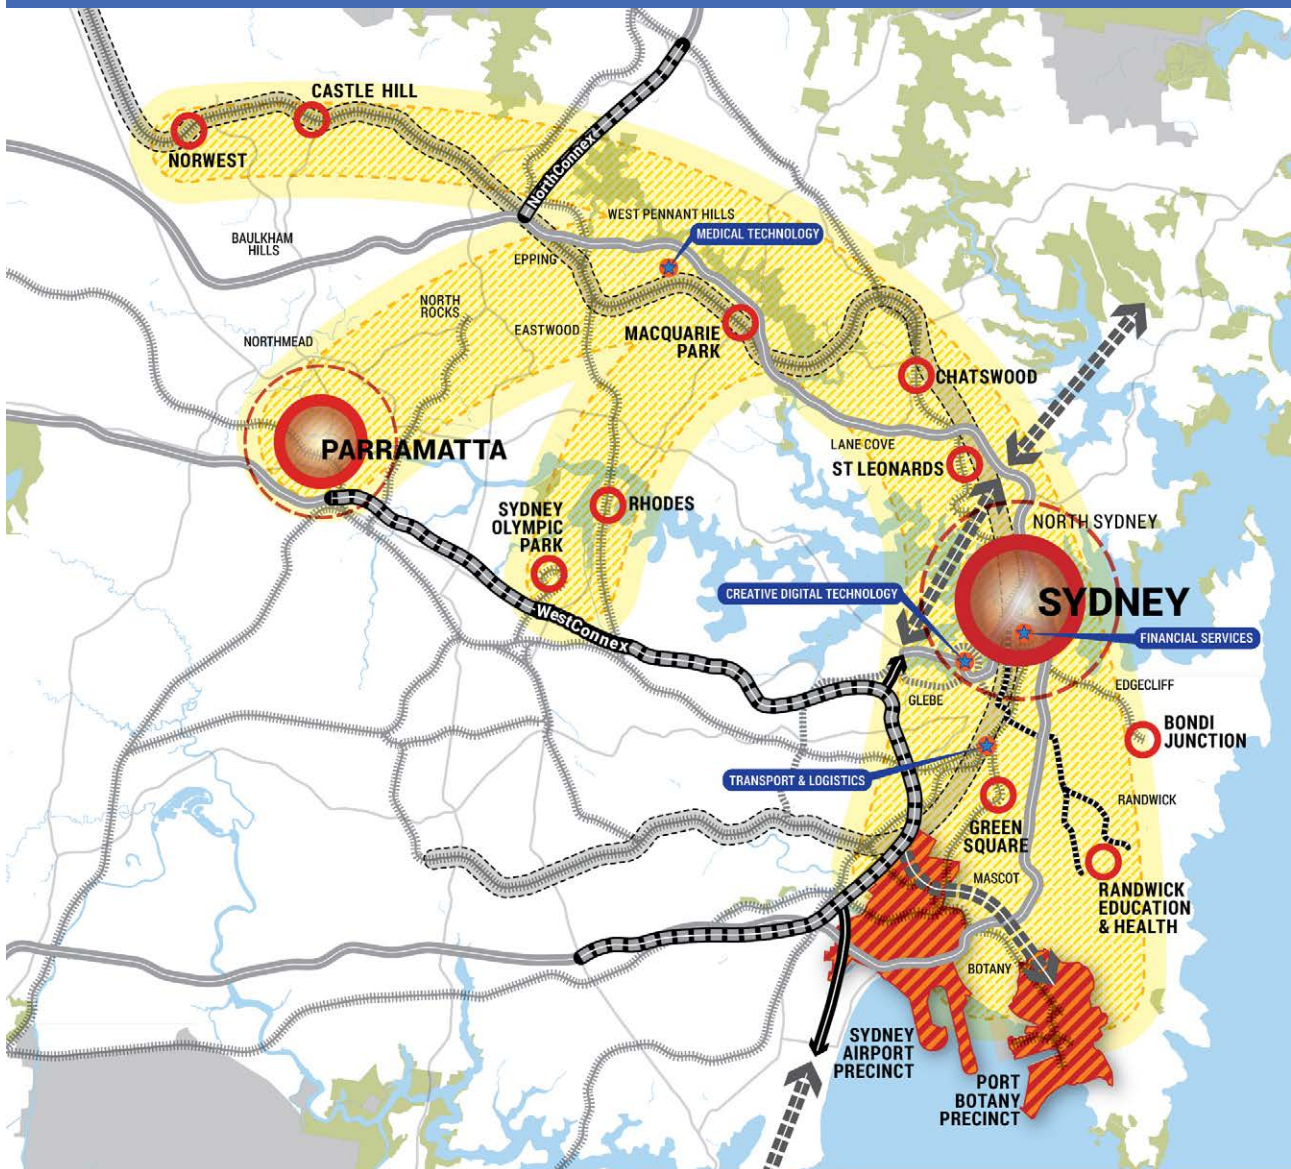 CASTLE HILL
NORWEST
NorthConnex
WEST PENNANT HILLS
MEDICAL TECHNOLOGY
BAULKHAM
HILLS
EPPING
NORTH
ROCKS
EASTWOOD
NORTHMEAD
MACQUARIE
PARK
CHATSWOOD
PARRAMATTA
LANE COVE
ST LEONARDS
SYDNEY
OLYMPIC
PARK
RHODES
NORTH SYDNEY
CREATIVE DIGITAL TECHNOLOGY
SYDNEY
WestConnex
FINANCIAL SERVICES
EDGECLIFF
GLEBE
BONDI
JUNCTION
TRANSPORT & LOGISTICS
RANDWICK
GREEN
SQUARE
MASCOT
RANDWICK
EDUCATION
& HEALTH
BOTANY
SYDNEY
AIRPORT
PRECINCT
PORT
BOTANY
PRECINCT